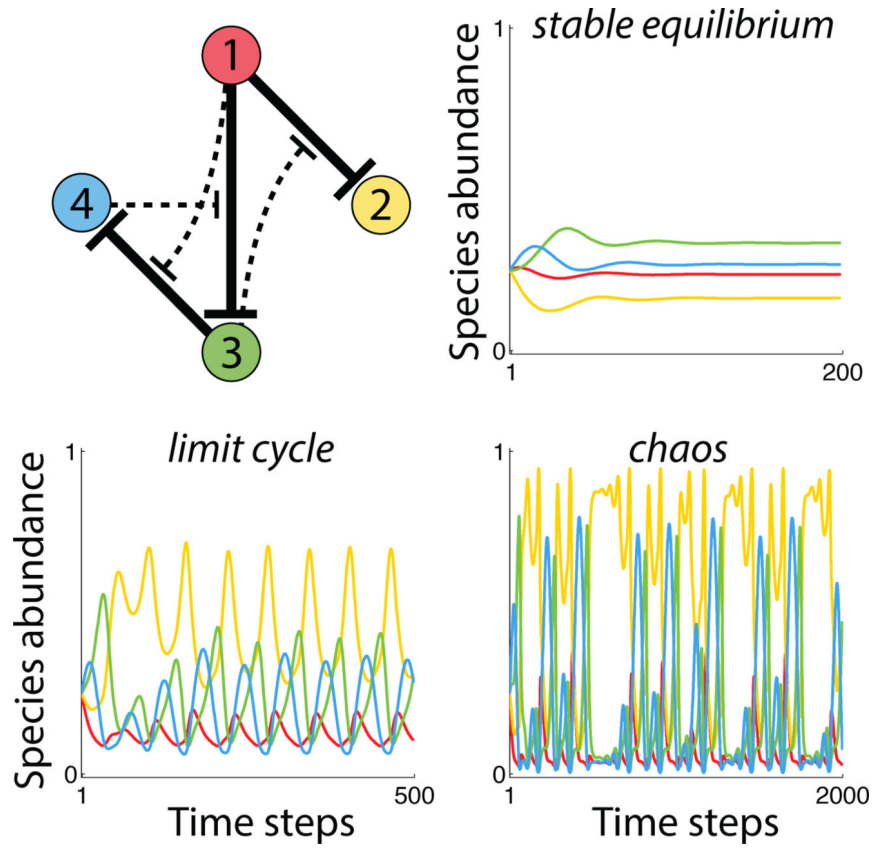 1
4
2
3
stable equilibrium
Species abundance
1
0
1
200
limit cycle
Species abundance
1
0
1
500
Time steps
chaos
1
0
1
2000
Time steps